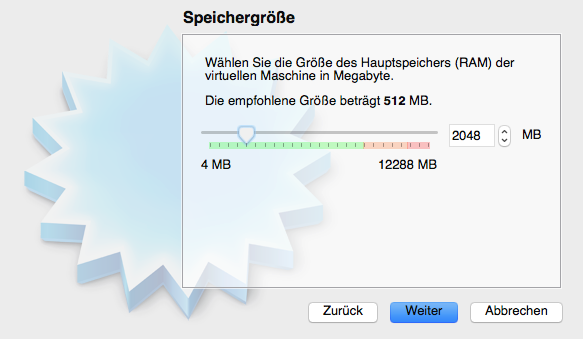 Speichergröße
Wählen Sie die Größe des Hauptspeichers (RAM) der
virtuellen Maschine in Megabyte.
Die empfohlene Größe beträgt 512 MB.
2048 MB
4 MB 12288 MB
Zurück Weiter Abbrechen